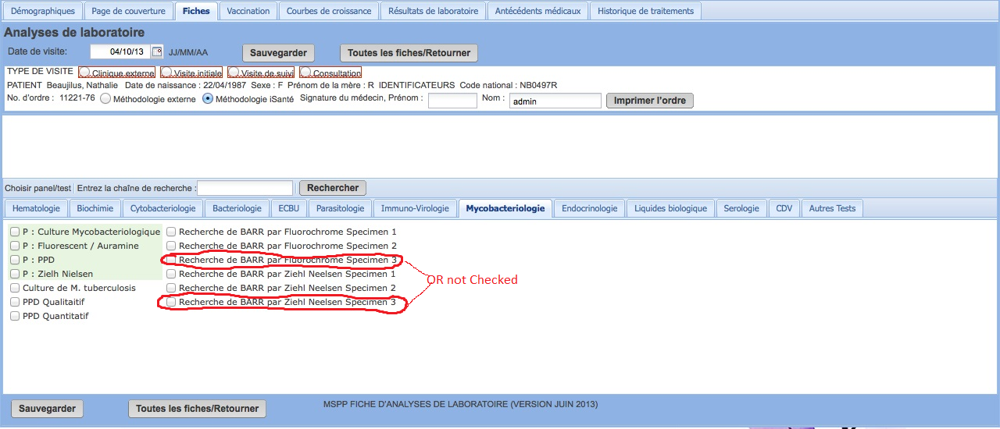 Démographiques Page de couverture Fiches Vaccination Courbes de croissance Résultats de laboratoire Antécédents médicaux Historique de traitements
Analyses de laboratoire
Date de visite: 04/10/13 JJ/MM/AA Sauvegarder Toutes les fiches/Retourner
TYPE DE VISITE Clinique externe Visite initiale Visite de suivi Consultation
PATIENT Beaujilus, Nathalie Date de naissance : 22/04/1987 Sexe : F Prénom de la mère : R IDENTIFICATEURS Code national : NB0497R
No. d'ordre : 11221-76 Méthodologie externe Méthodologie iSanté Signature du médecin, Prénom : Nom : admin Imprimer l'ordre
Choisir panel/test Entrez la chaîne de recherche : Rechercher
Hematologie Biochimie Cytobacteriologie Bacteriologie ECBU Parasitologie Immuno-Virologie Mycobacteriologie Endocrinologie Liquides biologique Serologie CDV Autres Tests
P : Culture Mycobacteriologique Recherche de BARR par Fluorochrome Specimen 1
P : Fluorescent / Auramine Recherche de BARR par Fluorochrome Specimen 2
P : PPD Recherche de BARR par Fluorochrome Specimen 3
P : Zielh Nielsen Recherche de BARR par Ziehl Neelsen Specimen 1
OR not Checked
Culture de M. tuberculosis Recherche de BARR par Ziehl Neelsen Specimen 2
PPD Qualitaitif Recherche de BARR par Ziehl Neelsen Specimen 3
PPD Quantitatif
Sauvegarder Toutes les fiches/Retourner MSPP FICHE D'ANALYSES DE LABORATOIRE (VERSION JUIN 2013)